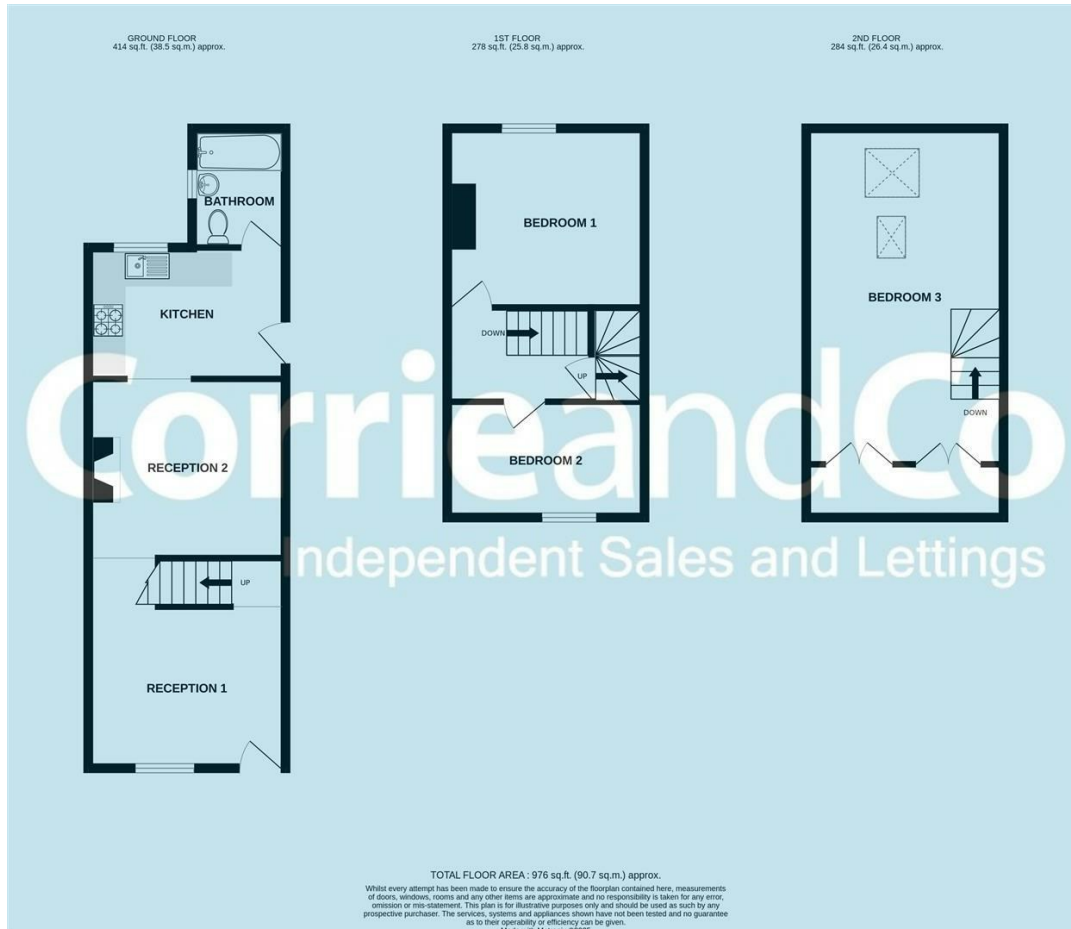 GROUND FLOOR
414 sq.ft. (38.5 sq.m.) approx.
1ST FLOOR
278 sq.ft. (25.8 sq.m.) approx.
2ND FLOOR
284 sq.ft. (26.4 sq.m.) approx.
BATHROOM
KITCHEN
RECEPTION 2
UP
RECEPTION 1
BEDROOM 1
DOWN
UP
BEDROOM 2
BEDROOM 3
DOWN
CorrieandCo
Independent Sales and Lettings
TOTAL FLOOR AREA : 976 sq.ft. (90.7 sq.m.) approx.
Whilst every attempt has been made to ensure the accuracy of the floorplan contained here, measurements
of doors, windows, rooms and any other items are approximate and no responsibility is taken for any error,
omission or mis-statement. This plan is for illustrative purposes only and should be used as such by any
prospective purchaser. The services, systems and appliances shown have not been tested and no guarantee
as to their operability or efficiency can be given.